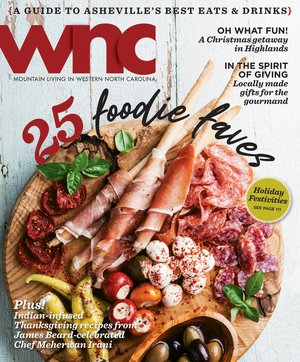 {A GUIDE TO ASHEVILLE'S BEST EATS & DRINKS}
wnc
MOUNTAIN LIVING IN WESTERN NORTH CAROLINA
OH WHAT FUN!
A Christmas getaway
in Highlands
IN THE SPIRIT
OF GIVING
Locally made
gifts for the
gourmand
25 foodie faves
Holiday
Festivities
SEE PAGE 111
Plus!
Indian-infused
Thanksgiving recipes from
James Beard-celebrated
Chef Meherwan Irani